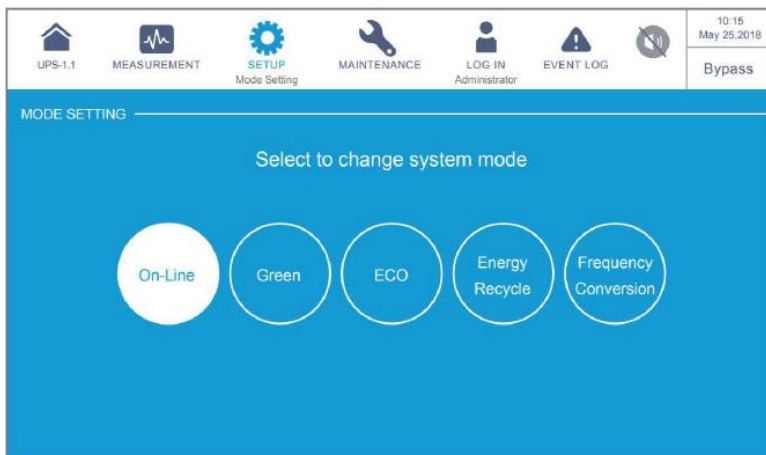 10:15
May 25,2018
UPS-1.1
MEASUREMENT
SETUP
Mode Setting
MAINTENANCE
LOG IN
Administrator
EVENT LOG
Bypass
MODE SETTING
Select to change system mode
On-Line
Green
ECO
Energy
Recycle
Frequency
Conversion